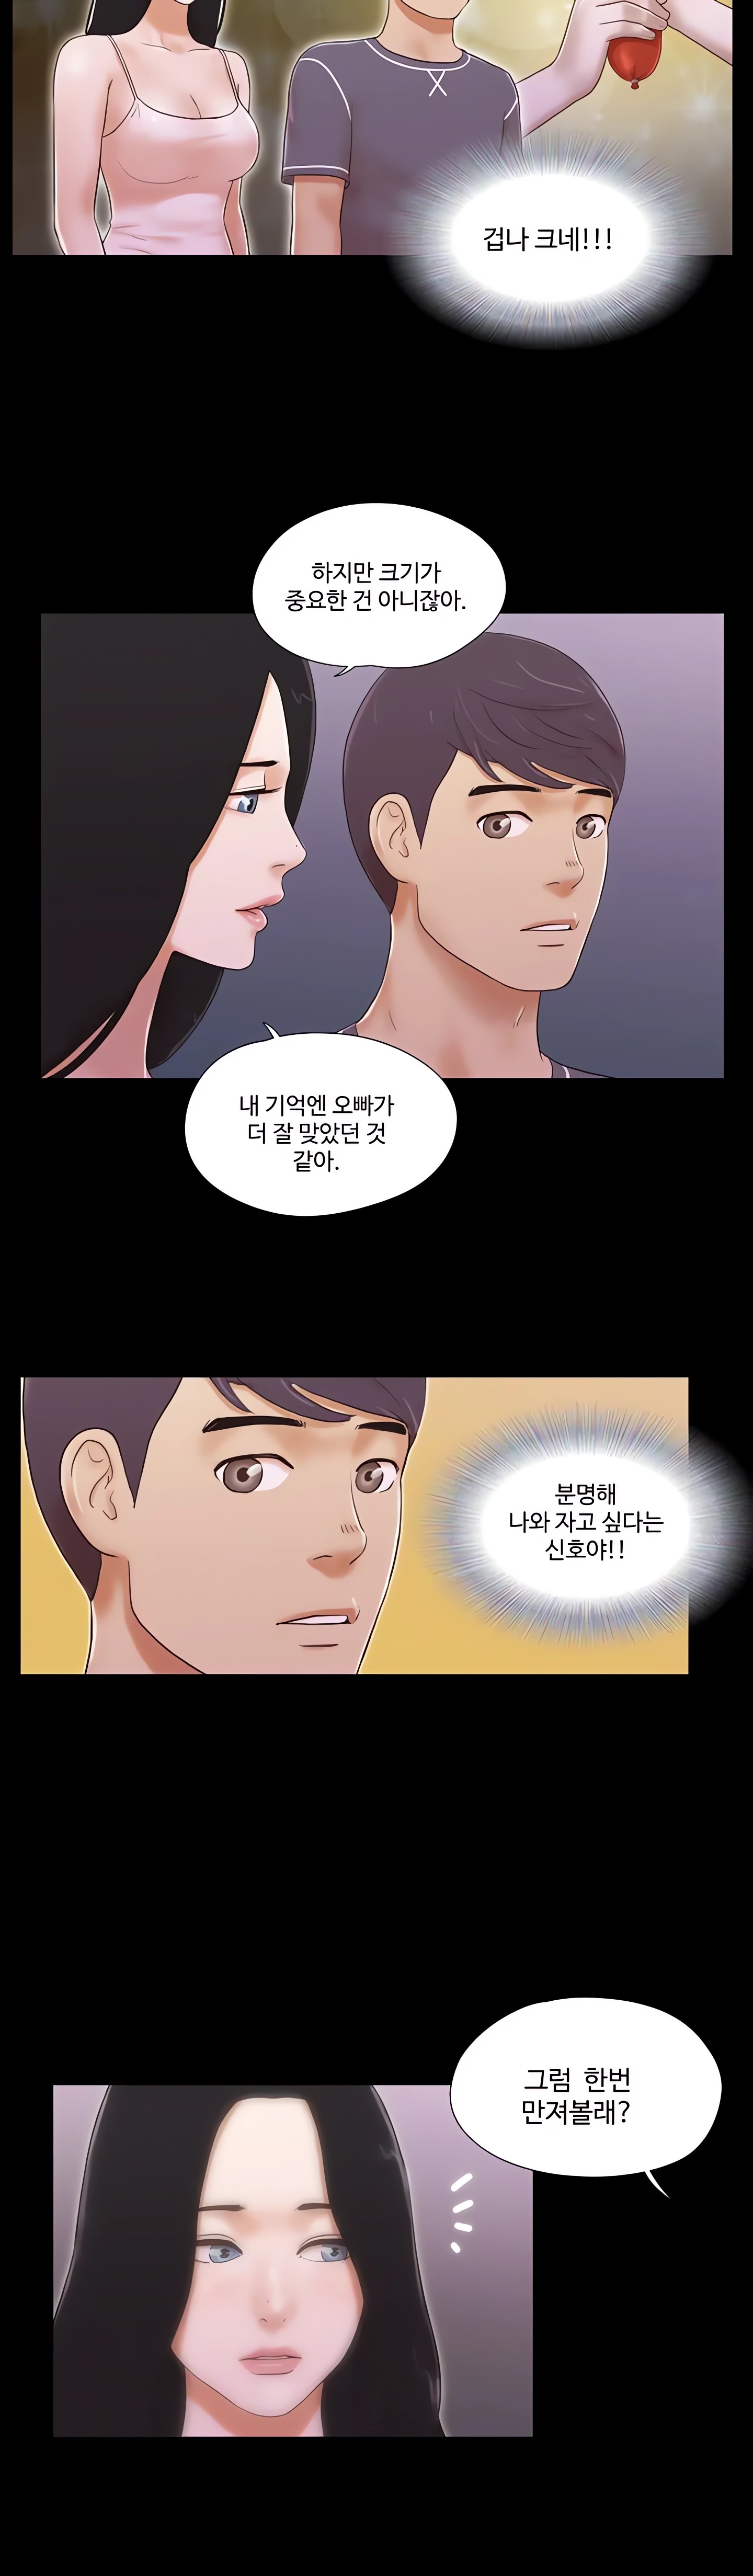 겁나 크네!!!
하지만 크기가
중요한 건 아니잖아.
내 기억엔 오빠가
더 잘 맞았던 것
같아.
분명해
나와 자고 싶다는
신호야!!
그럼 한번
만져볼래?